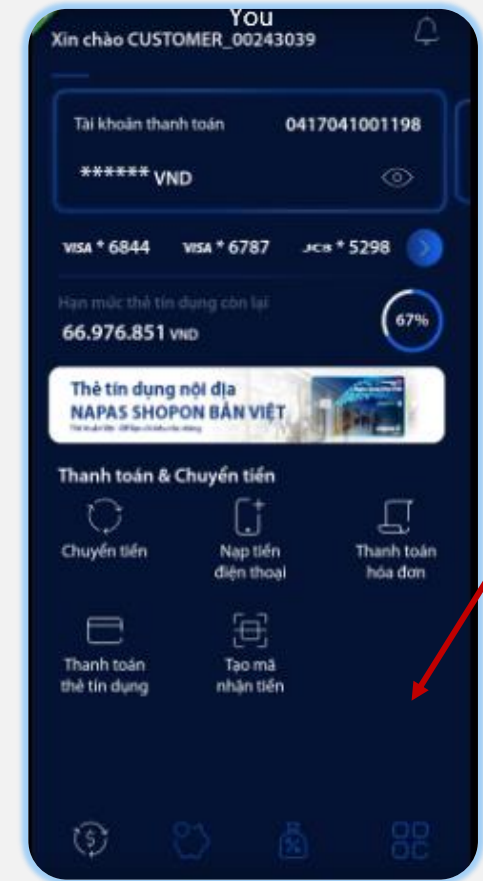 You
Xin chào CUSTOMER_00243039
Tài khoản thanh toán 0417041001198
****** VND
VISA * 6844 VISA * 6787 JCB * 5298
Hạn mức thẻ tín dụng còn lại
66.976.851 VND
67%
Thẻ tín dụng nội địa
NAPAS SHOPON BẢN VIỆT
Thanh toán & Chuyển tiền
Chuyển tiền
Nạp tiền
điện thoại
Thanh toán
hóa đơn
Thanh toán
thẻ tín dụng
Tạo mã
nhận tiền